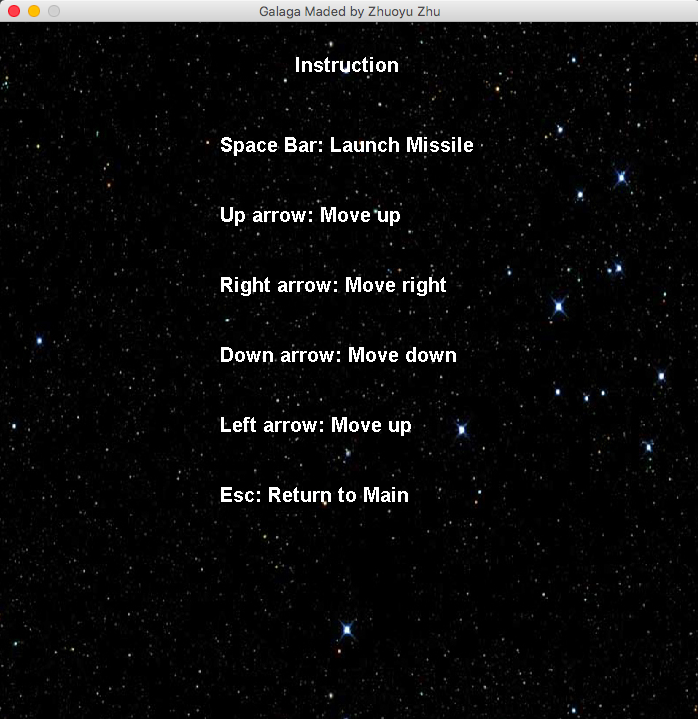 Galaga Maded by Zhuoyu Zhu
Instruction
Space Bar: Launch Missile
Up arrow: Move up
Right arrow: Move right
Down arrow: Move down
Left arrow: Move up
Esc: Return to Main